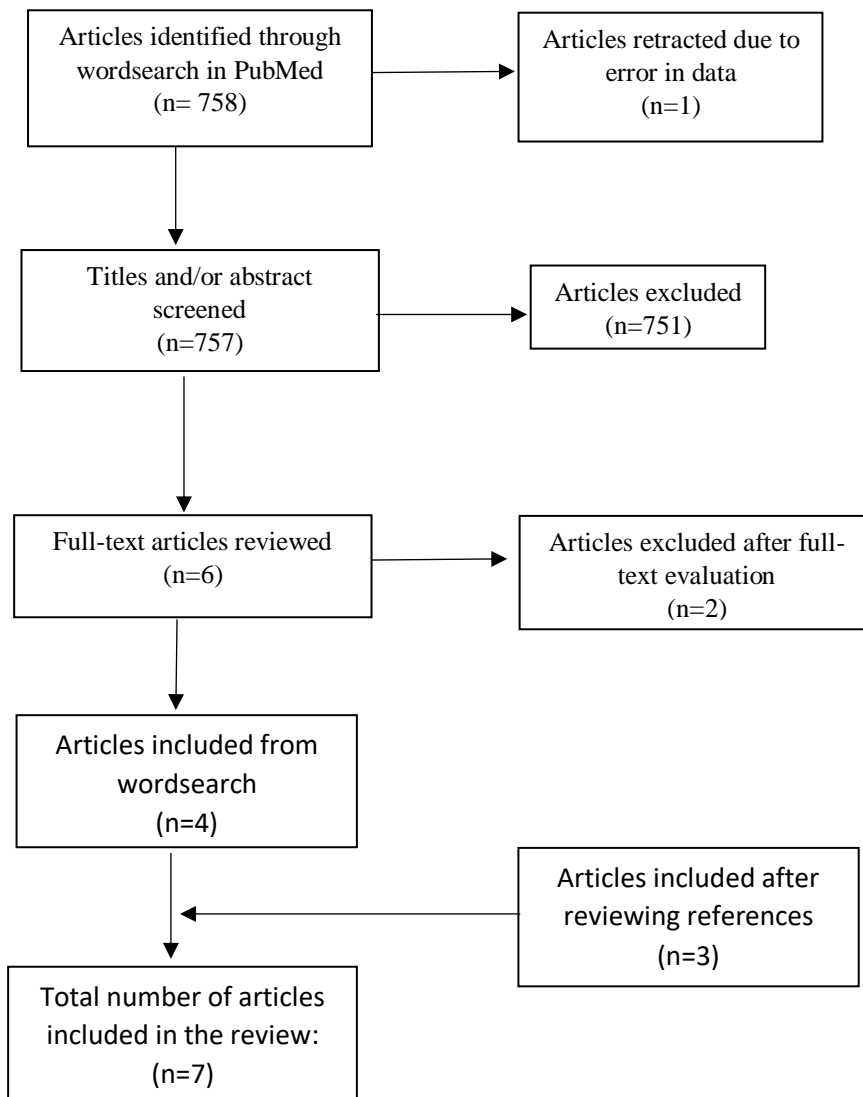 Articles identified through
wordsearch in PubMed
(n= 758)
Articles retracted due to
error in data
(n=1)
Titles and/or abstract
screened
(n=757)
Articles excluded
(n=751)
Full-text articles reviewed
(n=6)
Articles excluded after full-
text evaluation
(n=2)
Articles included from
wordsearch
(n=4)
Articles included after
reviewing references
(n=3)
Total number of articles
included in the review:
(n=7)